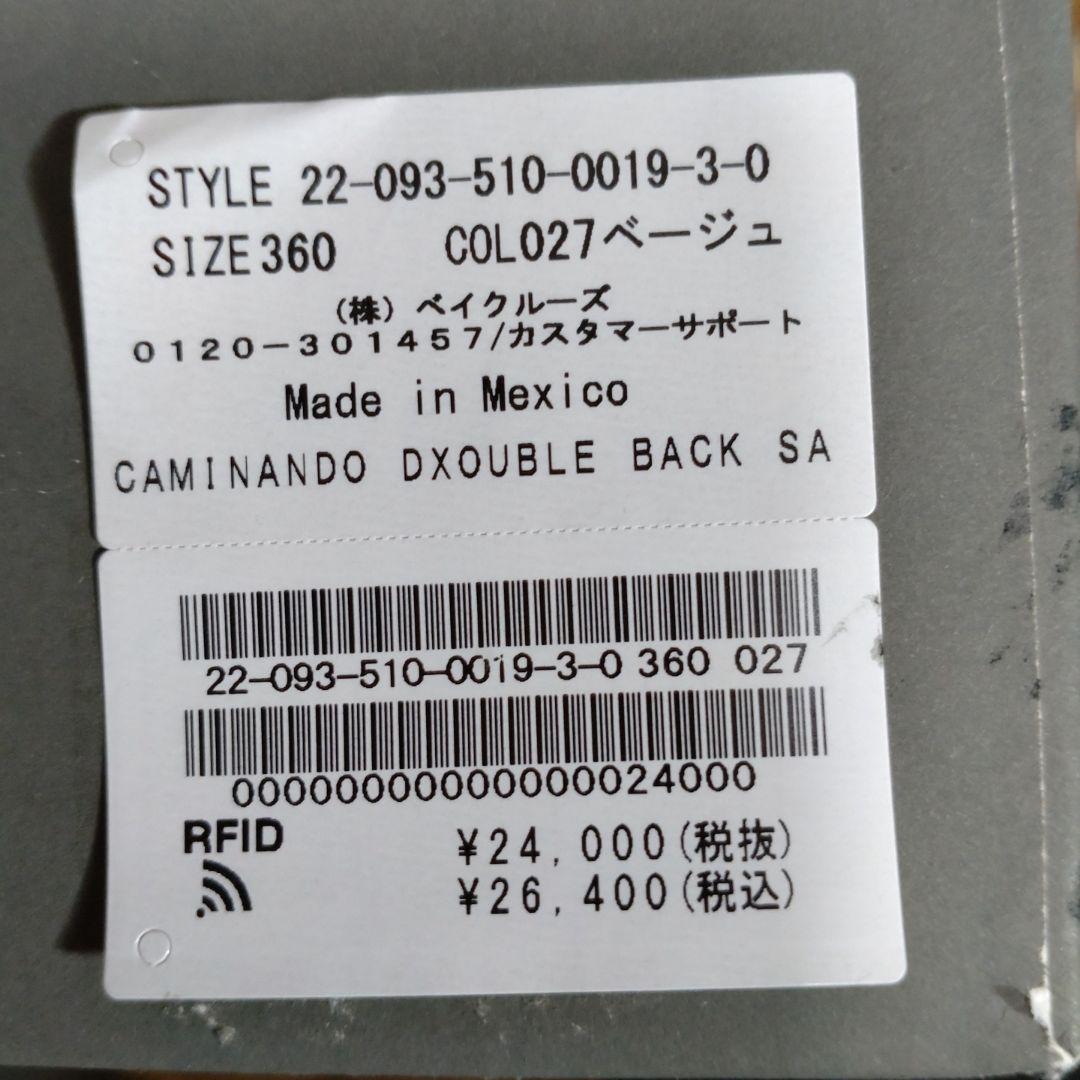 STYLE 22-093-510-0019-3-0
SIZE 360 COL027ベージュ
(株) ベイクルーズ
0120-301457/カスタマーサポート
Made in Mexico
CAMINANDO DXOUBLE BACK SA
22-093-510-0019-3-0 360 027
00000000000000024000
RFID
¥24,000(税抜)
¥26,400(税込)